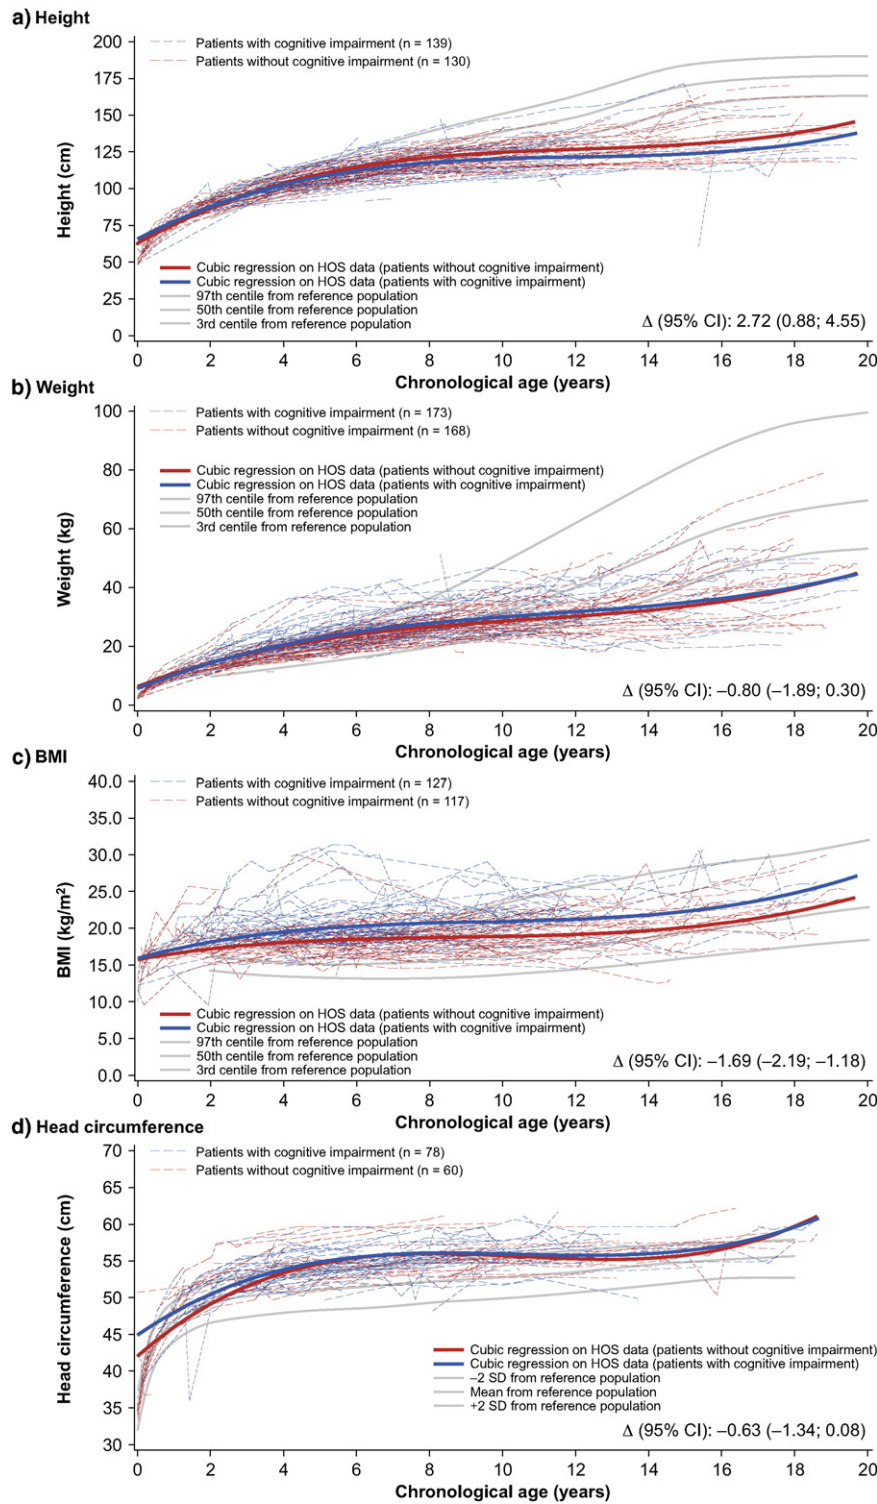 a) Height
200
175
150
125
100
75
50
25
0
Height (cm)
Patients with cognitive impairment (n = 139)
Patients without cognitive impairment (n = 130)
Cubic regression on HOS data (patients without cognitive impairment)
Cubic regression on HOS data (patients with cognitive impairment)
97th centile from reference population
50th centile from reference population
3rd centile from reference population
Δ (95% CI): 2.72 (0.88; 4.55)
0 2 4 6 8 10 12 14 16 18 20
Chronological age (years)
b) Weight
100
80
60
40
20
0
Weight (kg)
Patients with cognitive impairment (n = 173)
Patients without cognitive impairment (n = 168)
Cubic regression on HOS data (patients without cognitive impairment)
Cubic regression on HOS data (patients with cognitive impairment)
97th centile from reference population
50th centile from reference population
3rd centile from reference population
Δ (95% CI): –0.80 (–1.89; 0.30)
0 2 4 6 8 10 12 14 16 18 20
Chronological age (years)
c) BMI
40.0
35.0
30.0
25.0
20.0
15.0
10.0
5.0
0.0
BMI (kg/m²)
Patients with cognitive impairment (n = 127)
Patients without cognitive impairment (n = 117)
Cubic regression on HOS data (patients without cognitive impairment)
Cubic regression on HOS data (patients with cognitive impairment)
97th centile from reference population
50th centile from reference population
3rd centile from reference population
Δ (95% CI): –1.69 (–2.19; –1.18)
0 2 4 6 8 10 12 14 16 18 20
Chronological age (years)
d) Head circumference
70
65
60
55
50
45
40
35
30
Head circumference (cm)
Patients with cognitive impairment (n = 78)
Patients without cognitive impairment (n = 60)
Cubic regression on HOS data (patients without cognitive impairment)
Cubic regression on HOS data (patients with cognitive impairment)
–2 SD from reference population
Mean from reference population
+2 SD from reference population
Δ (95% CI): –0.63 (–1.34; 0.08)
0 2 4 6 8 10 12 14 16 18 20
Chronological age (years)